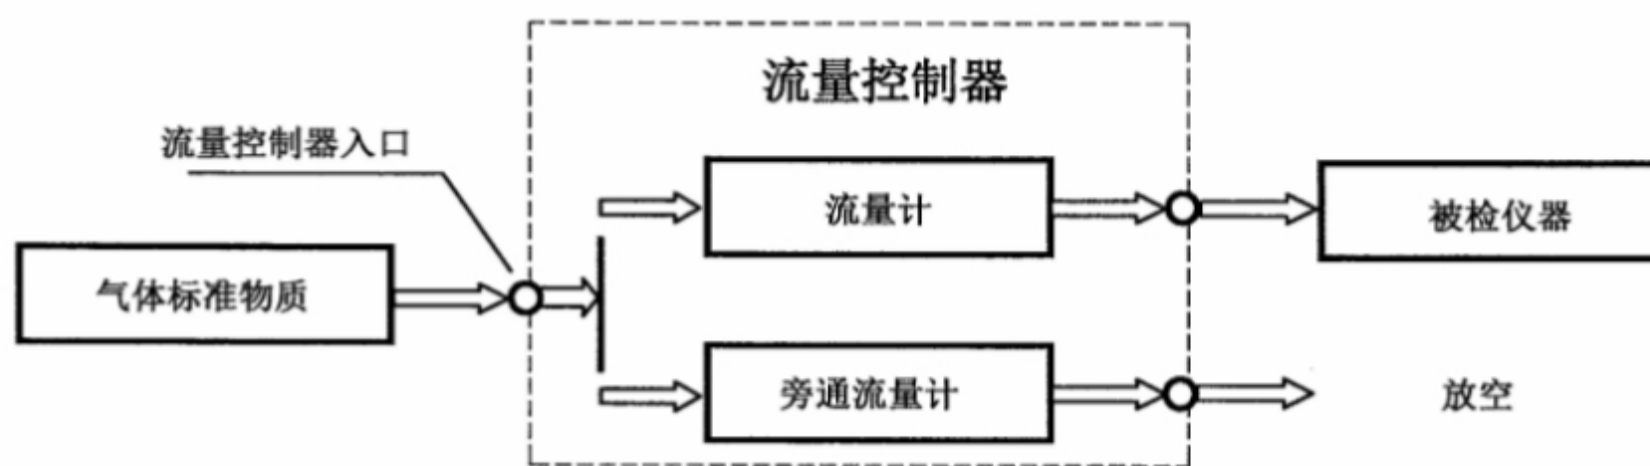 流量控制器
流量控制器入口
流量计
被检仪器
气体标准物质
旁通流量计
放空